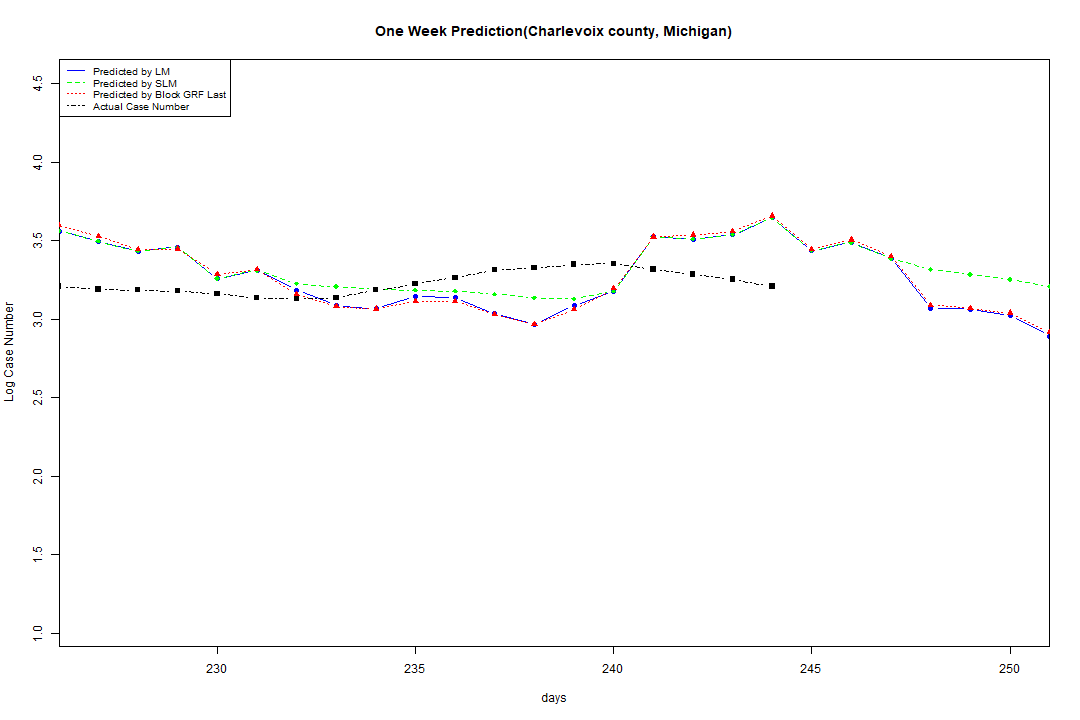 One Week Prediction(Charlevoix county, Michigan)
Predicted by LM
Predicted by SLM
Predicted by Block GRF Last
Actual Case Number
Log Case Number
4.5
4.0
3.5
3.0
2.5
2.0
1.5
1.0
230 235 240 245 250
days